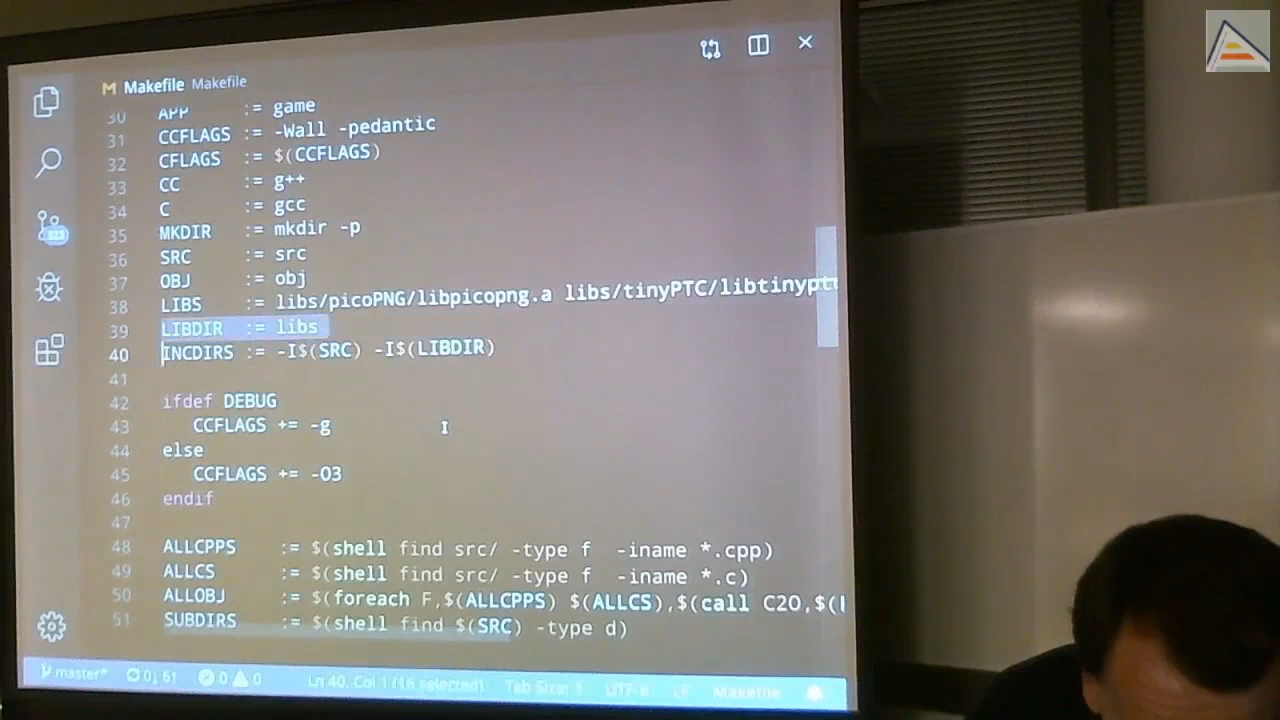 Makefile Makefile
30 APP := game
31 CCFLAGS := -Wall -pedantic
32 CFLAGS := $(CCFLAGS)
33 CC := g++
34 C := gcc
35 MKDIR := mkdir -p
36 SRC := src
37 OBJ := obj
38 LIBS := libs/picoPNG/libpicopng.a libs/tinyPTC/libtinyptc
39 LIBDIR := libs
40 INCDIRS := -I$(SRC) -I$(LIBDIR)
41
42 ifdef DEBUG
43 CCFLAGS += -g
44 else
45 CCFLAGS += -O3
46 endif
47
48 ALLCPPS := $(shell find src/ -type f -iname *.cpp)
49 ALLCS := $(shell find src/ -type f -iname *.c)
50 ALLOBJ := $(foreach F,$(ALLCPPS) $(ALLCS),$(call C2O,$(
51 SUBDIRS := $(shell find $(SRC) -type d)
master* 0↓ 6↑ 0 0 Ln 40, Col 1 (16 selected) Tab Size: 3 UTF-8 LF Makefile